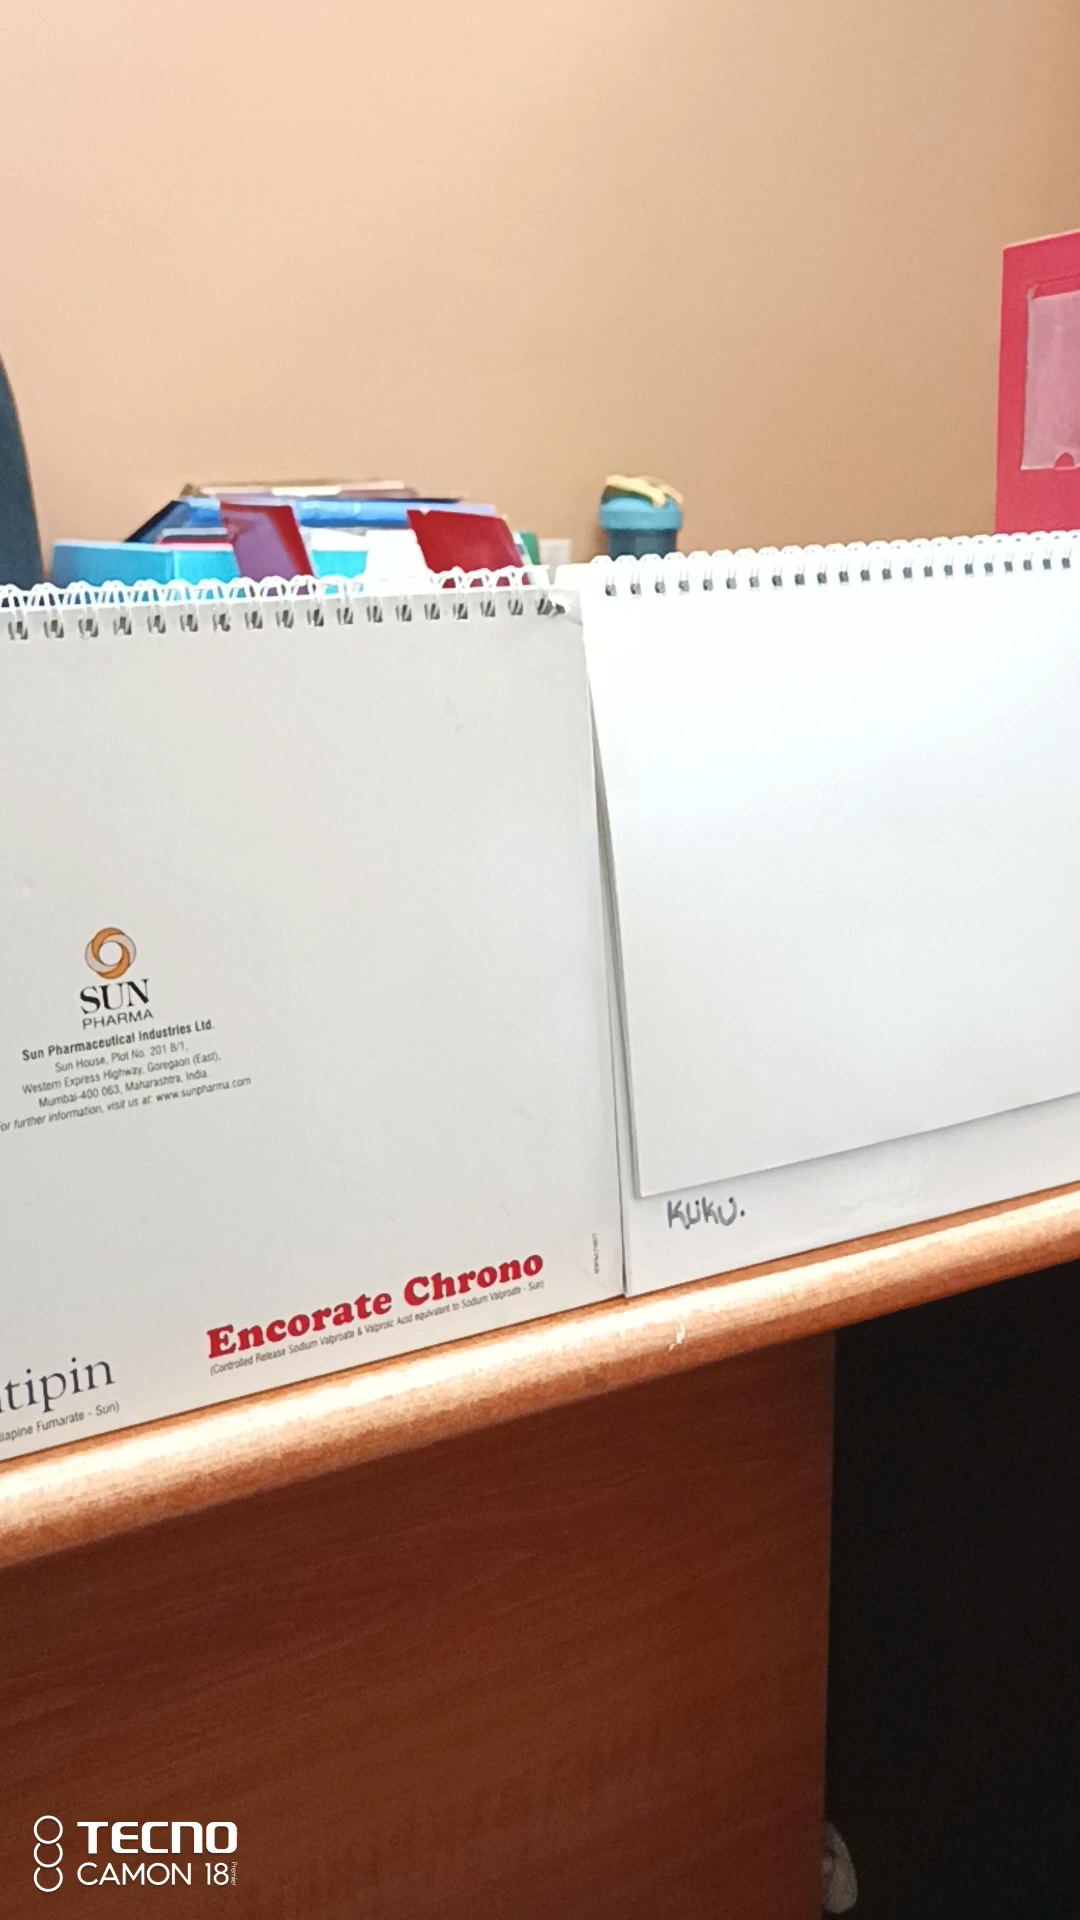 SUN
PHARMA
Sun Pharmaceutical Industries Ltd.
Sun House, Plot No. 201 B/1,
Western Express Highway, Goregaon (East),
Mumbai-400 063, Maharashtra, India.
For further information, visit us at: www.sunpharma.com
Encorate Chrono
(Controlled Release Sodium Valproate & Valproic Acid equivalent to Sodium Valproate - Sun)
tipin
Fumarate - Sun)
KUKU.
TECNO
CAMON 18
Premier